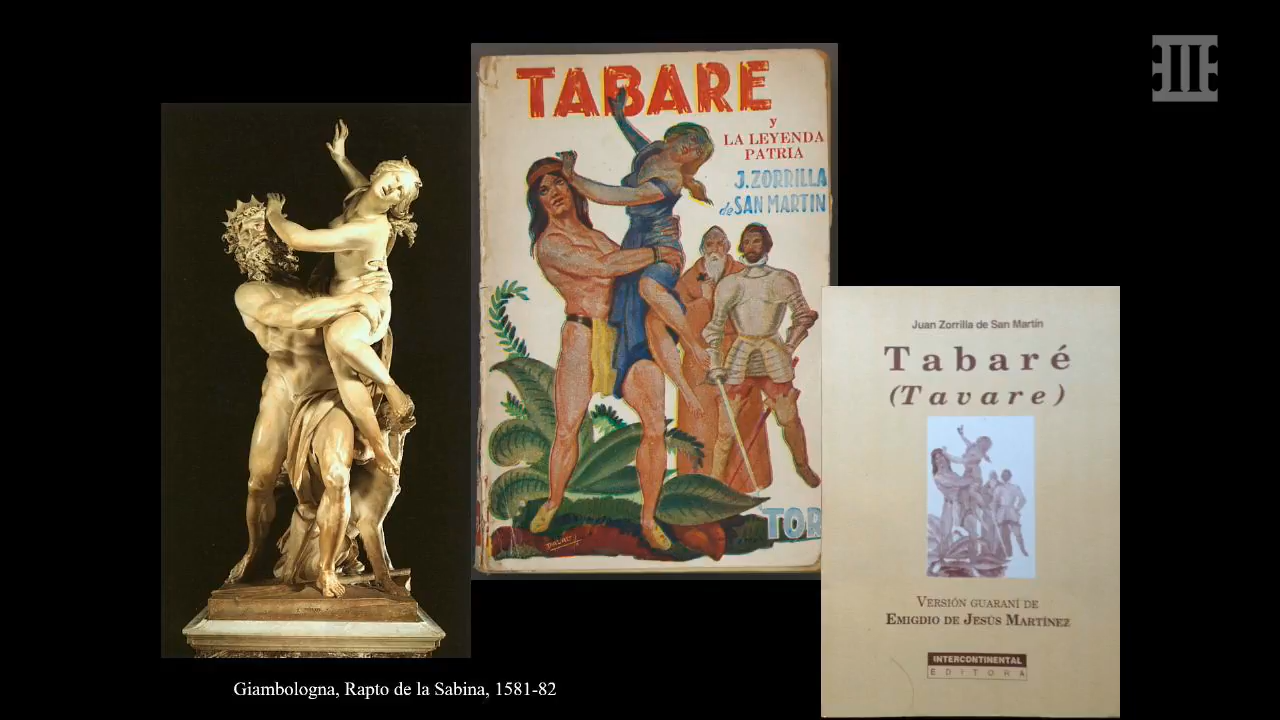 TABARE
y
LA LEYENDA
PATRIA
J. ZORRILLA
de SAN MARTIN
TOR
Juan Zorrilla de San Martín
Tabaré
(Tavare)
VERSIÓN GUARANÍ DE
EMIGDIO DE JESÚS MARTÍNEZ
INTERCONTINENTAL
EDITORA
Giambologna, Rapto de la Sabina, 1581-82